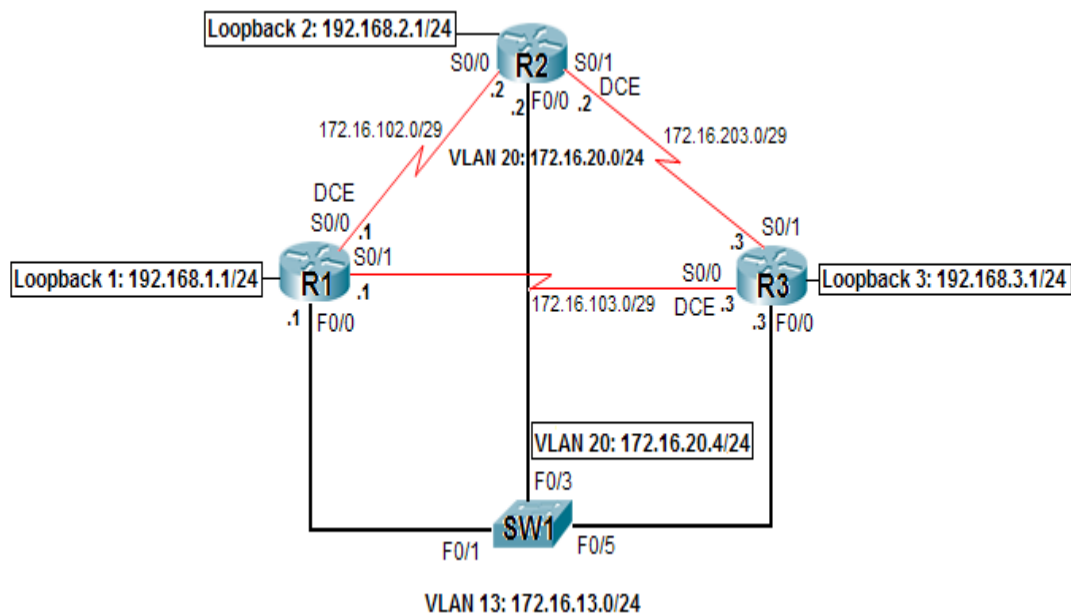 Loopback 2: 192.168.2.1/24
R2
S0/0
S0/1
DCE
.2
.2
F0/0
.2
172.16.102.0/29
172.16.203.0/29
VLAN 20: 172.16.20.0/24
DCE
S0/0
.1
S0/1
.1
Loopback 1: 192.168.1.1/24
R1
.1
F0/0
S0/1
.3
S0/0
R3
Loopback 3: 192.168.3.1/24
172.16.103.0/29
DCE
.3
.3
F0/0
VLAN 20: 172.16.20.4/24
F0/3
SW1
F0/1
F0/5
VLAN 13: 172.16.13.0/24